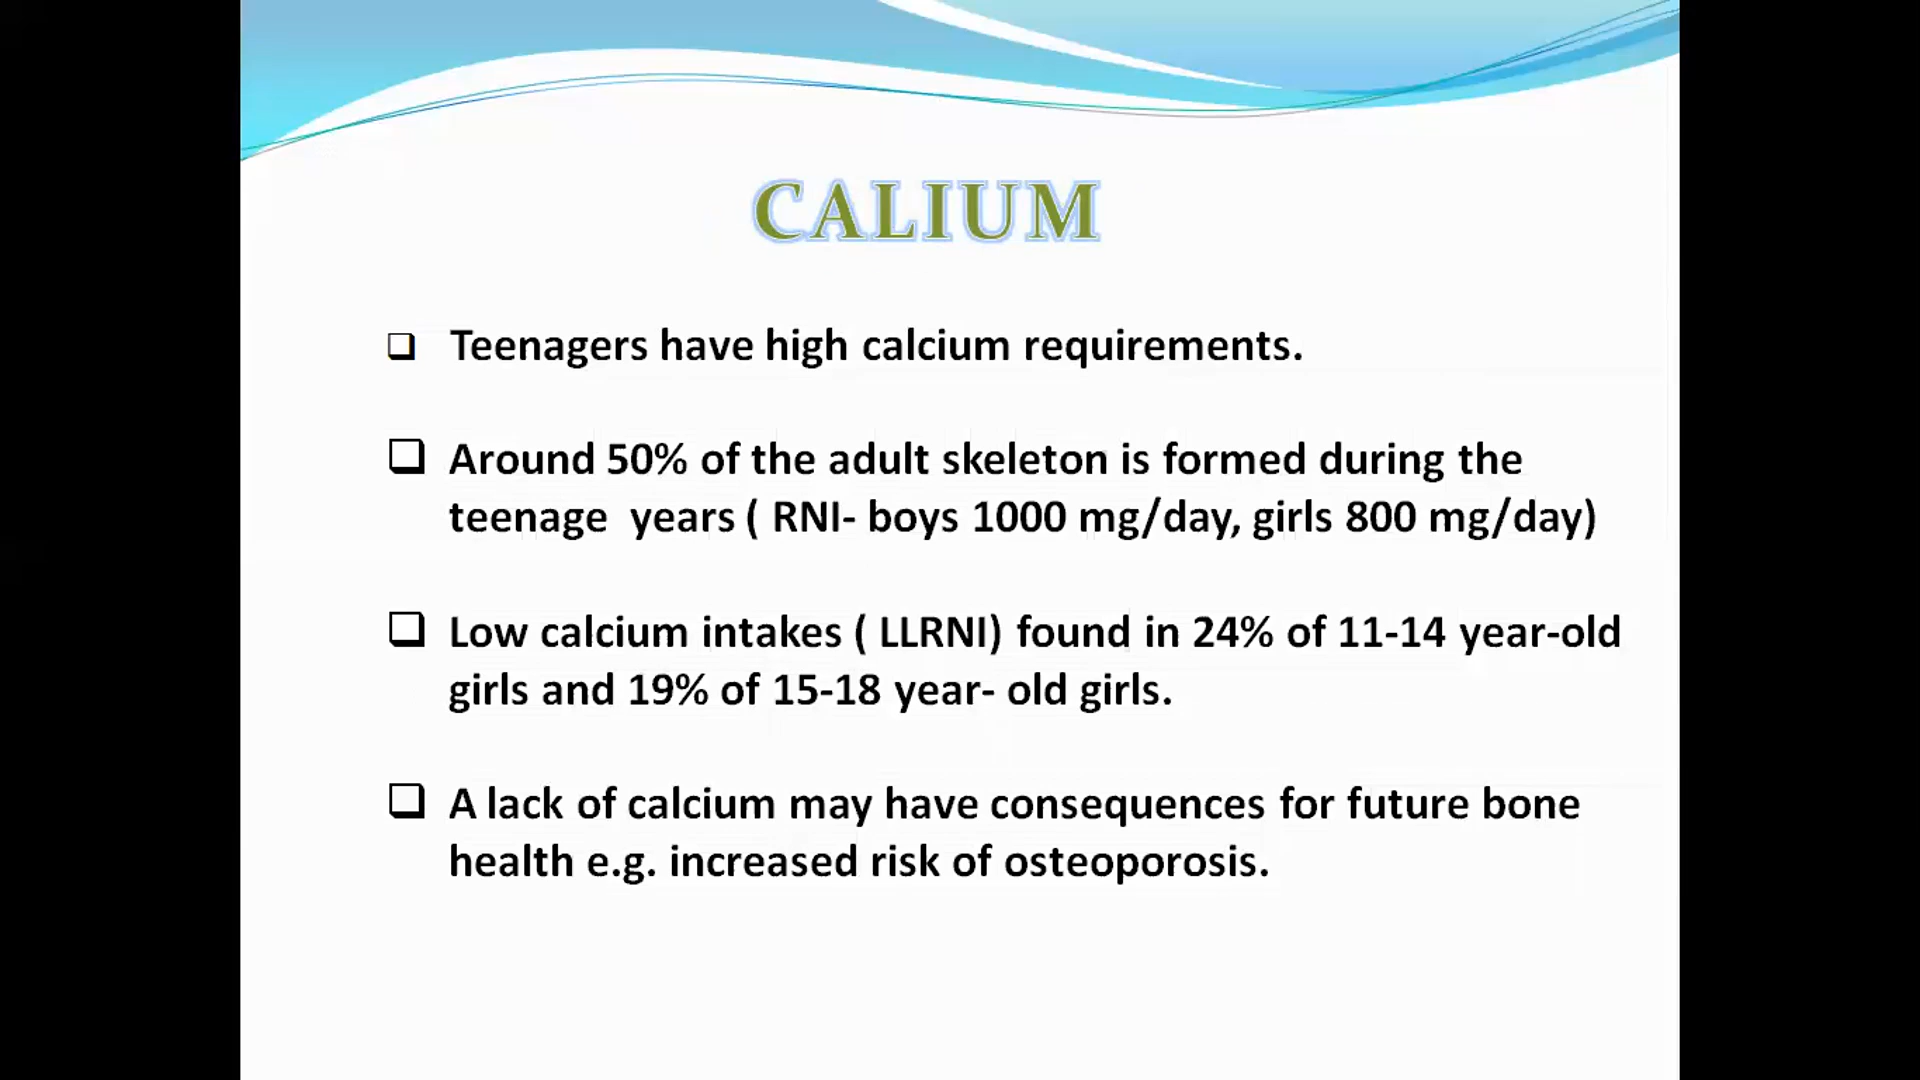 CALIUM
Teenagers have high calcium requirements.
Around 50% of the adult skeleton is formed during the
teenage years ( RNI- boys 1000 mg/day, girls 800 mg/day)
Low calcium intakes ( LLRNI) found in 24% of 11-14 year-old
girls and 19% of 15-18 year- old girls.
A lack of calcium may have consequences for future bone
health e.g. increased risk of osteoporosis.